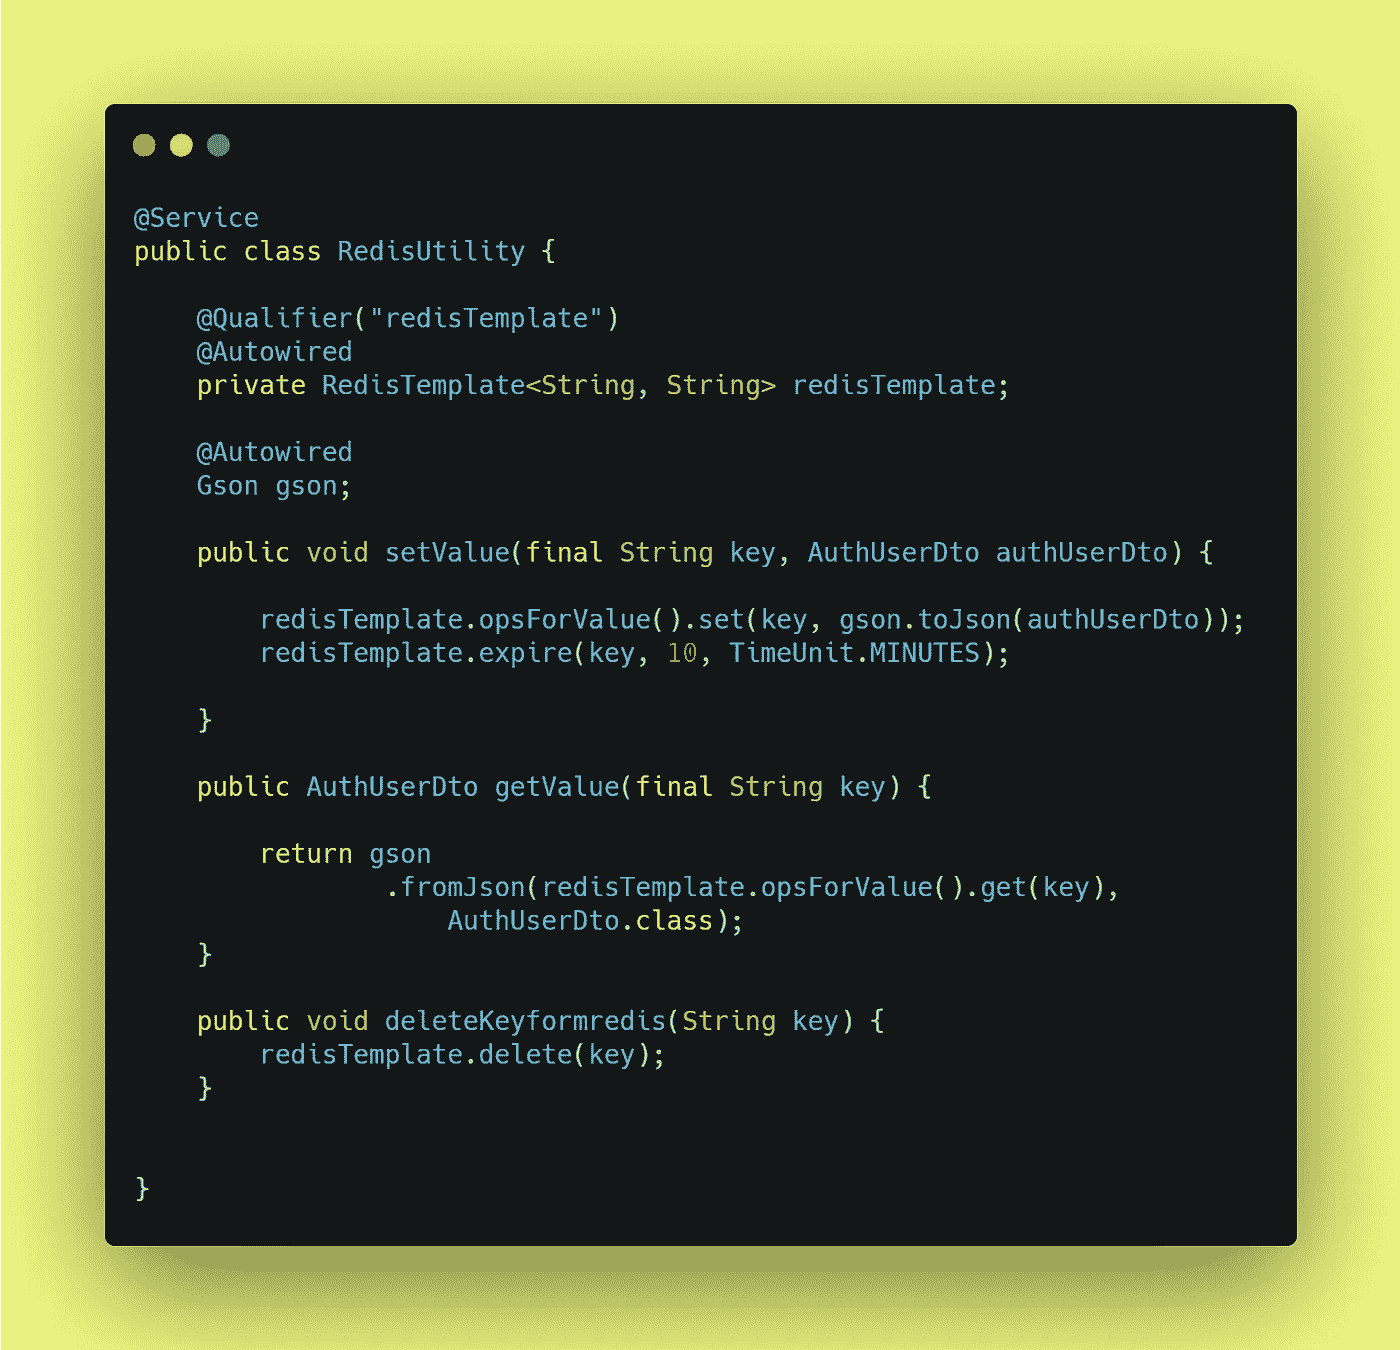 @Service
public class RedisUtility {
@Qualifier("redisTemplate")
@Autowired
private RedisTemplate<String, String> redisTemplate;
@Autowired
Gson gson;
public void setValue(final String key, AuthUserDto authUserDto) {
redisTemplate.opsForValue().set(key, gson.toJson(authUserDto));
redisTemplate.expire(key, 10, TimeUnit.MINUTES);
}
public AuthUserDto getValue(final String key) {
return gson
.fromJson(redisTemplate.opsForValue().get(key),
AuthUserDto.class);
}
public void deleteKeyformredis(String key) {
redisTemplate.delete(key);
}
}